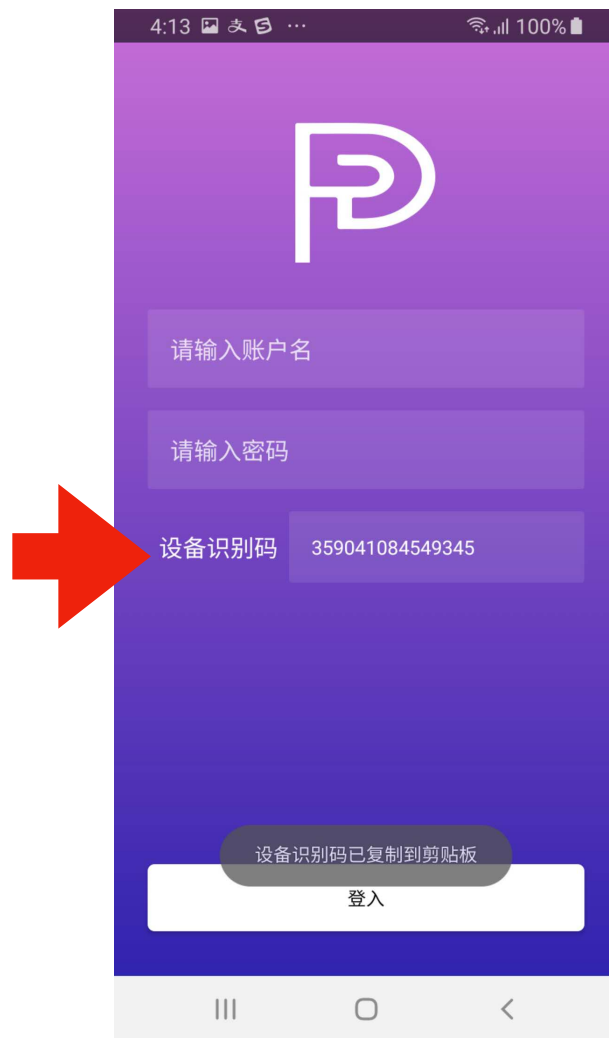 4:13 支 ···
100%
请输入账户名
请输入密码
设备识别码 359041084549345
设备识别码已复制到剪贴板
登入